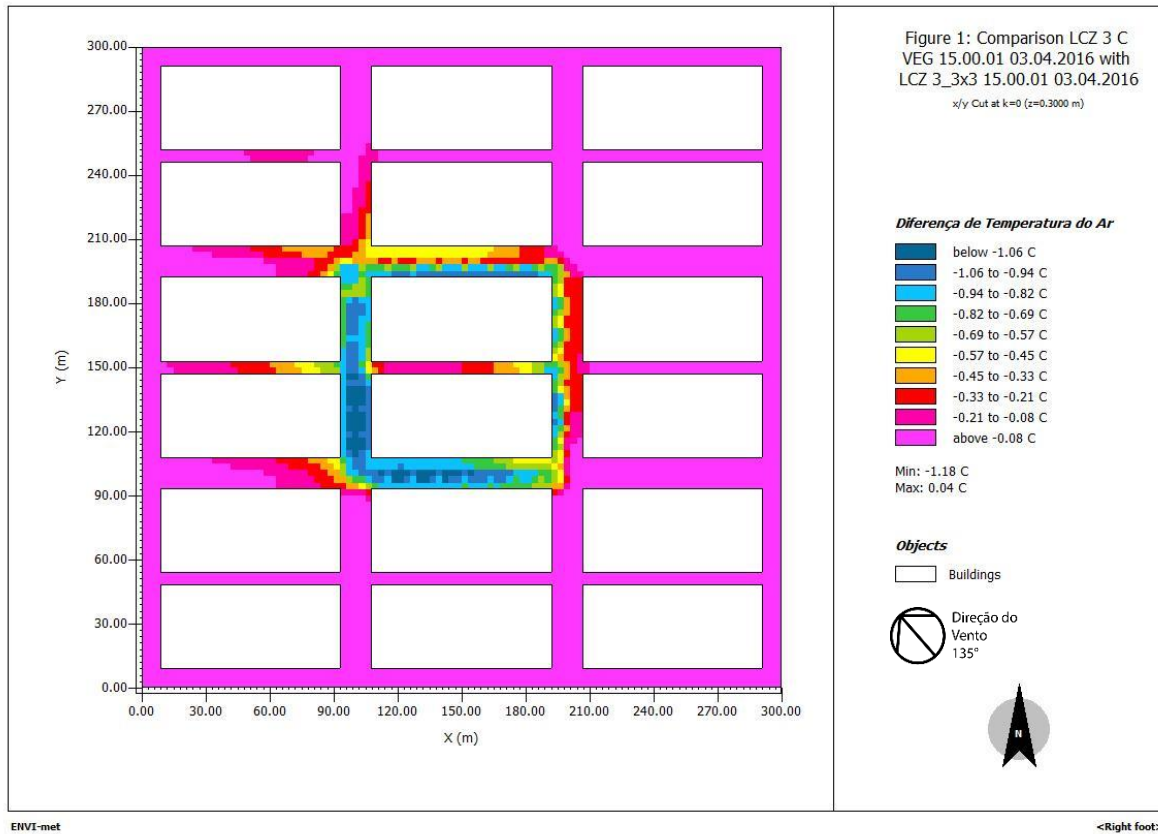 Figure 1: Comparison LCZ 3 C
VEG 15.00.01 03.04.2016 with
LCZ 3_3x3 15.00.01 03.04.2016
x/y Cut at k=0 (z=0.3000 m)
300.00
270.00
240.00
210.00
180.00
150.00
120.00
90.00
60.00
30.00
0.00
Y (m)
0.00 30.00 60.00 90.00 120.00 150.00 180.00 210.00 240.00 270.00 300.00
X (m)
Diferença de Temperatura do Ar
below -1.06 C
-1.06 to -0.94 C
-0.94 to -0.82 C
-0.82 to -0.69 C
-0.69 to -0.57 C
-0.57 to -0.45 C
-0.45 to -0.33 C
-0.33 to -0.21 C
-0.21 to -0.08 C
above -0.08 C
Min: -1.18 C
Max: 0.04 C
Objects
Buildings
Direção do
Vento
135°
N
ENVI-met
<Right foot>